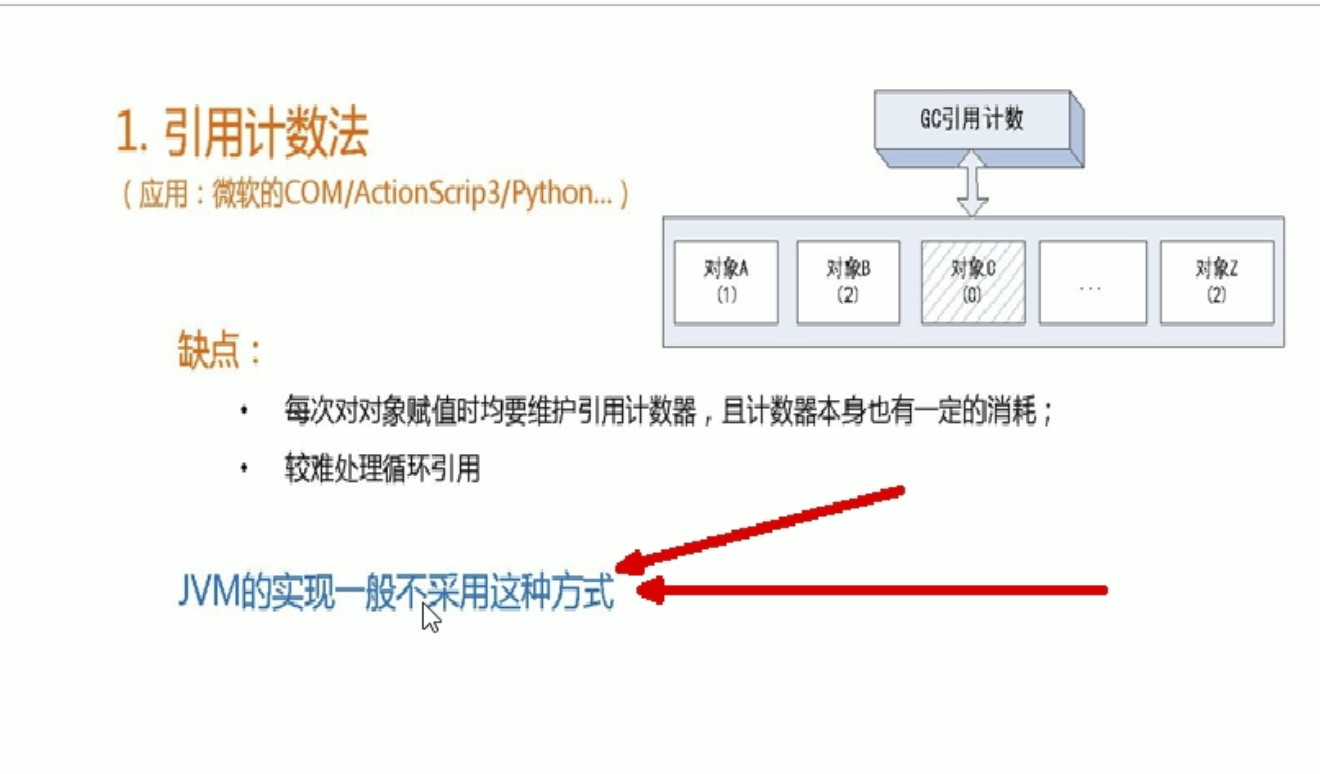 1. 引用计数法
（应用：微软的COM/ActionScrip3/Python...）
GC引用计数
对象A
(1)
对象B
(2)
对象C
(0)
...
对象Z
(2)
缺点：
• 每次对对象赋值时均要维护引用计数器，且计数器本身也有一定的消耗；
• 较难处理循环引用
JVM的实现一般不采用这种方式